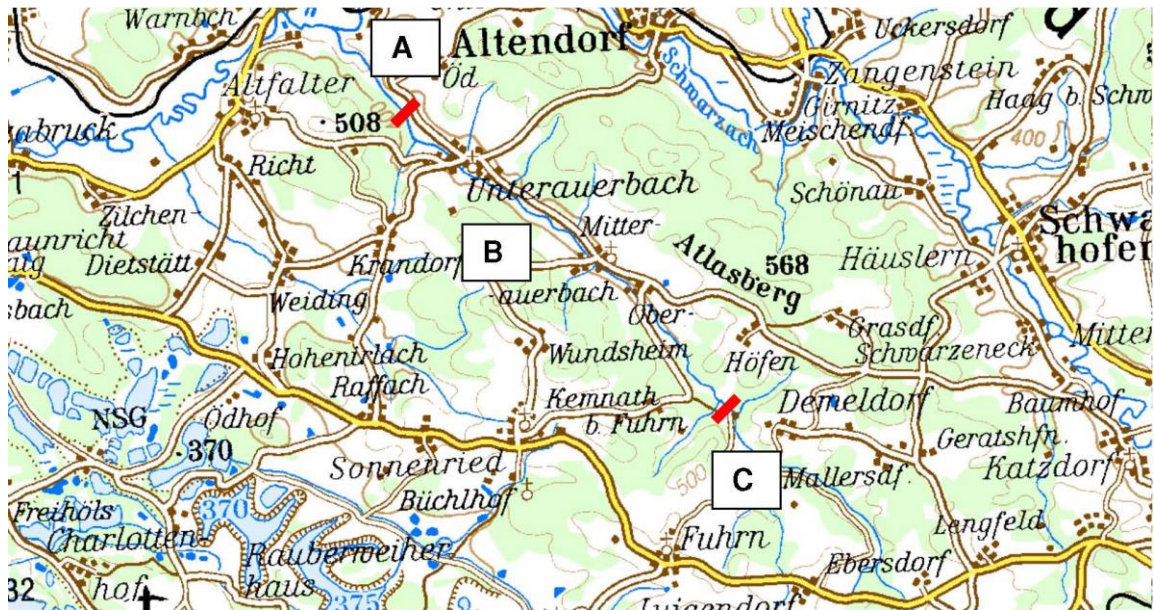 Warnbch
A
Altendorf
Uckersdorf
Öd
Zangenstein
Altfalter
Schwarzach
Girnitz
Haag b. Schw
abruck
508
Meischendf
400
Richt
1
Unterauerbach
Schönau
Zilchen-
Mitter-
Schwa
aunricht
B
Atlasberg
568
Häuslern
hofen
Dietstätt
Krandorf
-auerbach
sbach
Weiding
Ober-
Grasdf
Mitter
Hohentrlach
Wundsheim
Höfen
Schwarzeneck
Raffach
Kemnath
Demeldorf
Baumhof
NSG
Ödhof
b. Fuhrn
Geratshfn.
370
Sonnenried
500
C
Mallersdf.
Katzdorf
Büchlhof
Freihöls
370
Lengfeld
Charlotten-
Rauberweiher-
Fuhrn
Ebersdorf
32
hof
haus
375